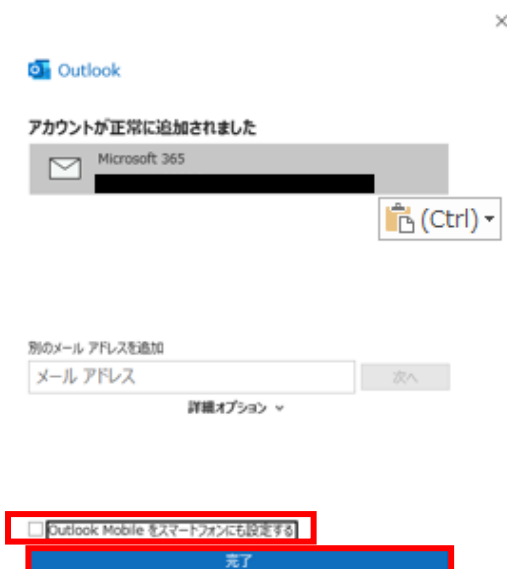 Outlook
アカウントが正常に追加されました
Microsoft 365
(Ctrl)
別のメール アドレスを追加
メール アドレス
次へ
詳細オプション
Outlook Mobile をスマートフォンにも設定する
完了